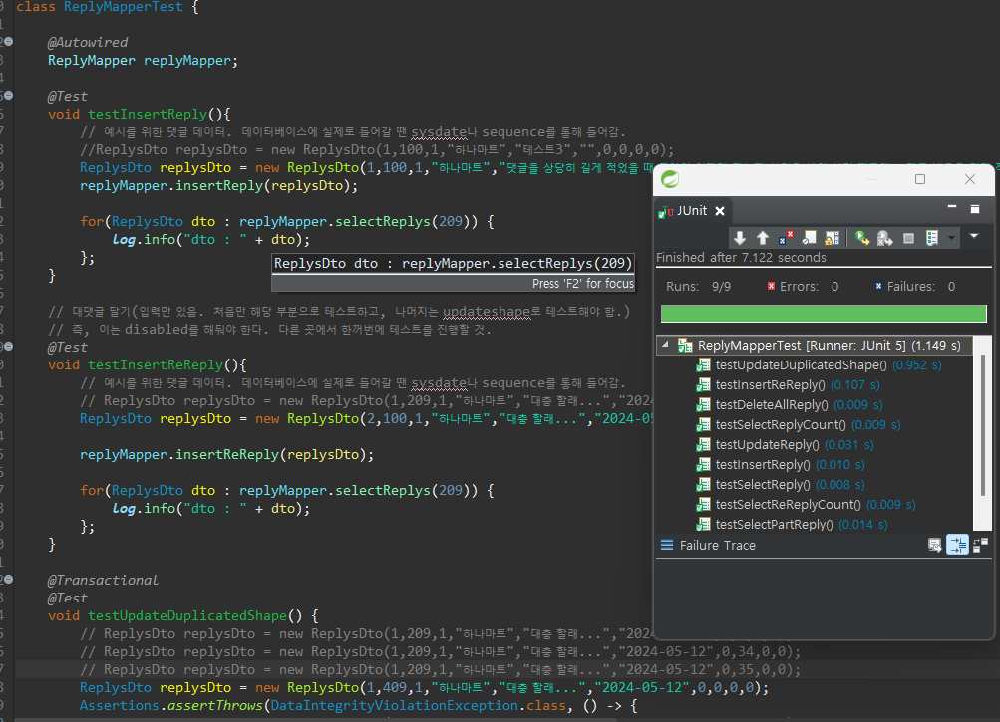 class ReplyMapperTest {
@Autowired
ReplyMapper replyMapper;
@Test
void testInsertReply(){
// 예시를 위한 댓글 데이터. 데이터베이스에 실제로 들어갈 땐 sysdate나 sequence를 통해 들어감.
//ReplysDto replysDto = new ReplysDto(1,100,1,"하나마트","테스트3","",0,0,0,0);
ReplysDto replysDto = new ReplysDto(1,100,1,"하나마트","댓글을 상당히 길게 적었을 때
replyMapper.insertReply(replysDto);
for(ReplysDto dto : replyMapper.selectReplys(209)) {
log.info("dto : " + dto);
};
}
ReplysDto dto : replyMapper.selectReplys(209)
Press 'F2' for focus
// 대댓글 달기(입력만 있음. 처음만 해당 부분으로 테스트하고, 나머지는 updateshape로 테스트해야 함.)
// 즉, 이는 disabled를 해둬야 한다. 다른 곳에서 한꺼번에 테스트를 진행할 것.
@Test
void testInsertReReply(){
// 예시를 위한 댓글 데이터. 데이터베이스에 실제로 들어갈 땐 sysdate나 sequence를 통해 들어감.
// ReplysDto replysDto = new ReplysDto(1,209,1,"하나마트","대충 할래...","2024
ReplysDto replysDto = new ReplysDto(2,100,1,"하나마트","대충 할래...","2024-05
replyMapper.insertReReply(replysDto);
for(ReplysDto dto : replyMapper.selectReplys(209)) {
log.info("dto : " + dto);
};
}
@Transactional
@Test
void testUpdateDuplicatedShape() {
// ReplysDto replysDto = new ReplysDto(1,209,1,"하나마트","대충 할래...","2024
// ReplysDto replysDto = new ReplysDto(1,209,1,"하나마트","대충 할래...","2024-05-12",0,34,0,0);
// ReplysDto replysDto = new ReplysDto(1,209,1,"하나마트","대충 할래...","2024-05-12",0,35,0,0);
ReplysDto replysDto = new ReplysDto(1,409,1,"하나마트","대충 할래...","2024-05-12",0,0,0,0);
Assertions.assertThrows(DataIntegrityViolationException.class, () -> {
JUnit
Finished after 7.122 seconds
Runs: 9/9 Errors: 0 Failures: 0
ReplyMapperTest [Runner: JUnit 5] (1.149 s)
testUpdateDuplicatedShape() (0.952 s)
testInsertReReply() (0.107 s)
testDeleteAllReply() (0.009 s)
testSelectReplyCount() (0.009 s)
testUpdateReply() (0.031 s)
testInsertReply() (0.010 s)
testSelectReply() (0.008 s)
testSelectReReplyCount() (0.009 s)
testSelectPartReply() (0.014 s)
Failure Trace